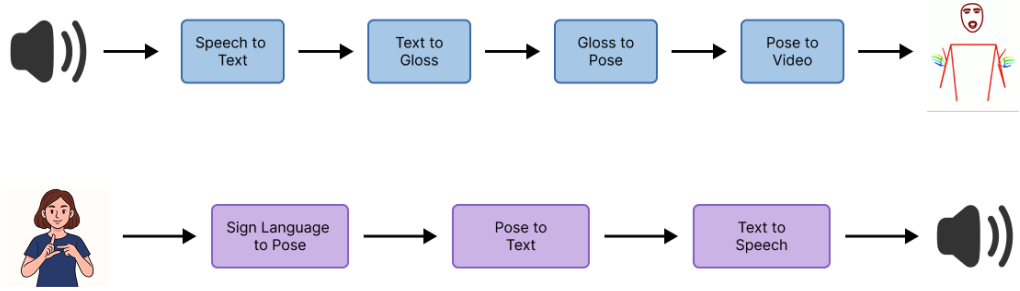 Speech to
Text
Text to
Gloss
Gloss to
Pose
Pose to
Video
Sign Language
to Pose
Pose to
Text
Text to
Speech